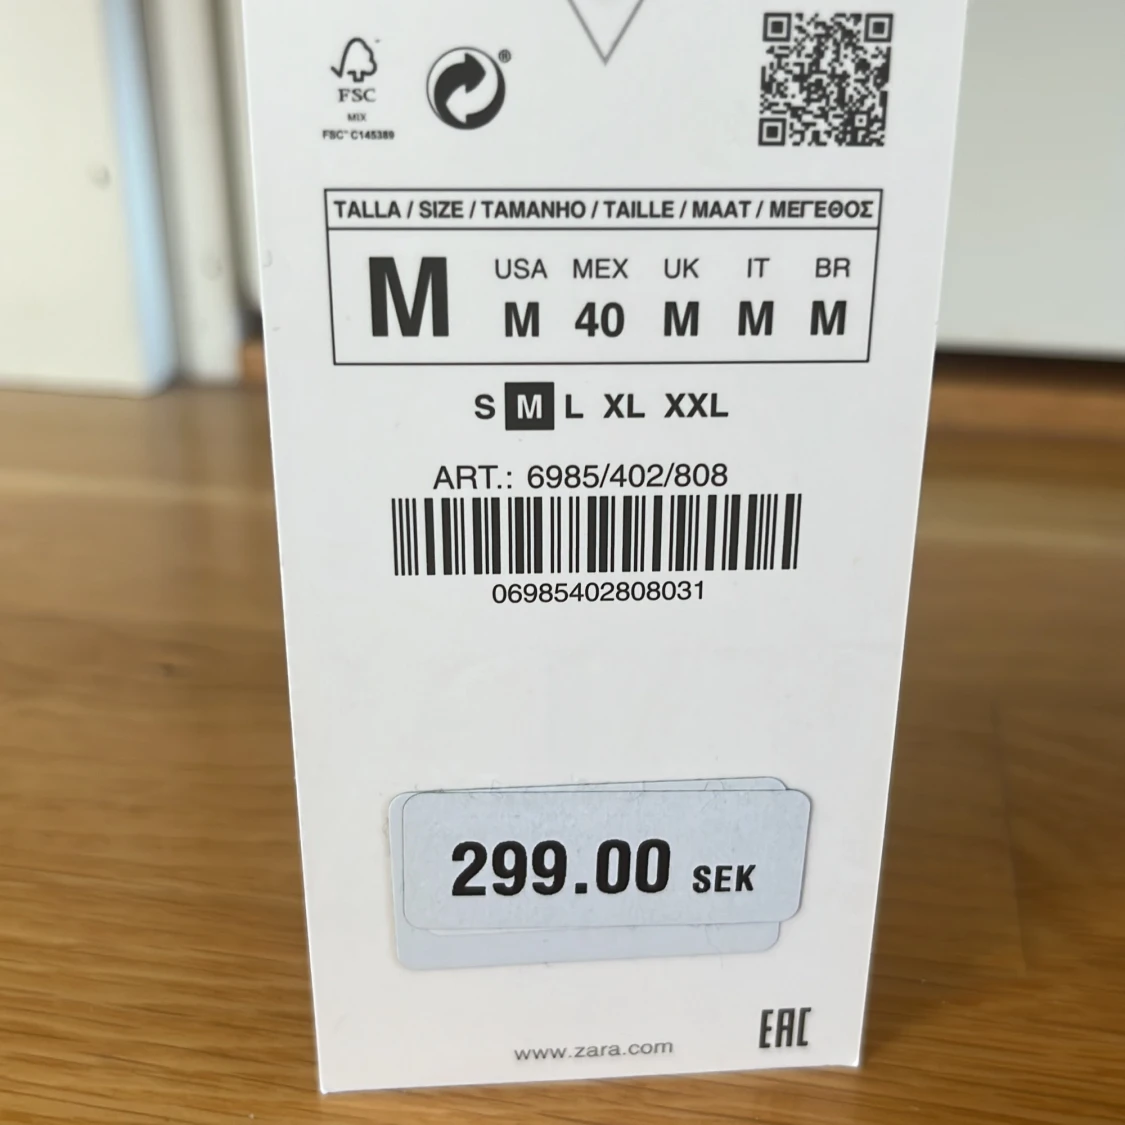 FSC
MIX
FSC™ C145389
®
TALLA / SIZE / TAMANHO / TAILLE / MAAT / ΜΕΓΕΘΟΣ
M
USA MEX UK IT BR
M 40 M M M
S M L XL XXL
ART.: 6985/402/808
06985402808031
299.00 SEK
EAC
www.zara.com